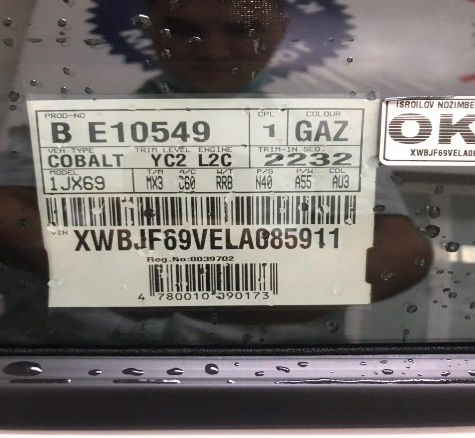 PROD-NO CPL COLOUR
B E10549 1 GAZ
VEH TYPE TRIM LEVEL ENGINE TRIM-IN SEQ.
COBALT YC2 L2C 2232
MODEL T/M A/C W/T P/S P/W CDL
1JX69 MX3 C60 RRB N40 A55 AU3
VIN XWBJF69VELA085911
Reg.No:0039702
4 780010 090173
ISROILOV NOZIMBE
OK
XWBJF69VELA0859